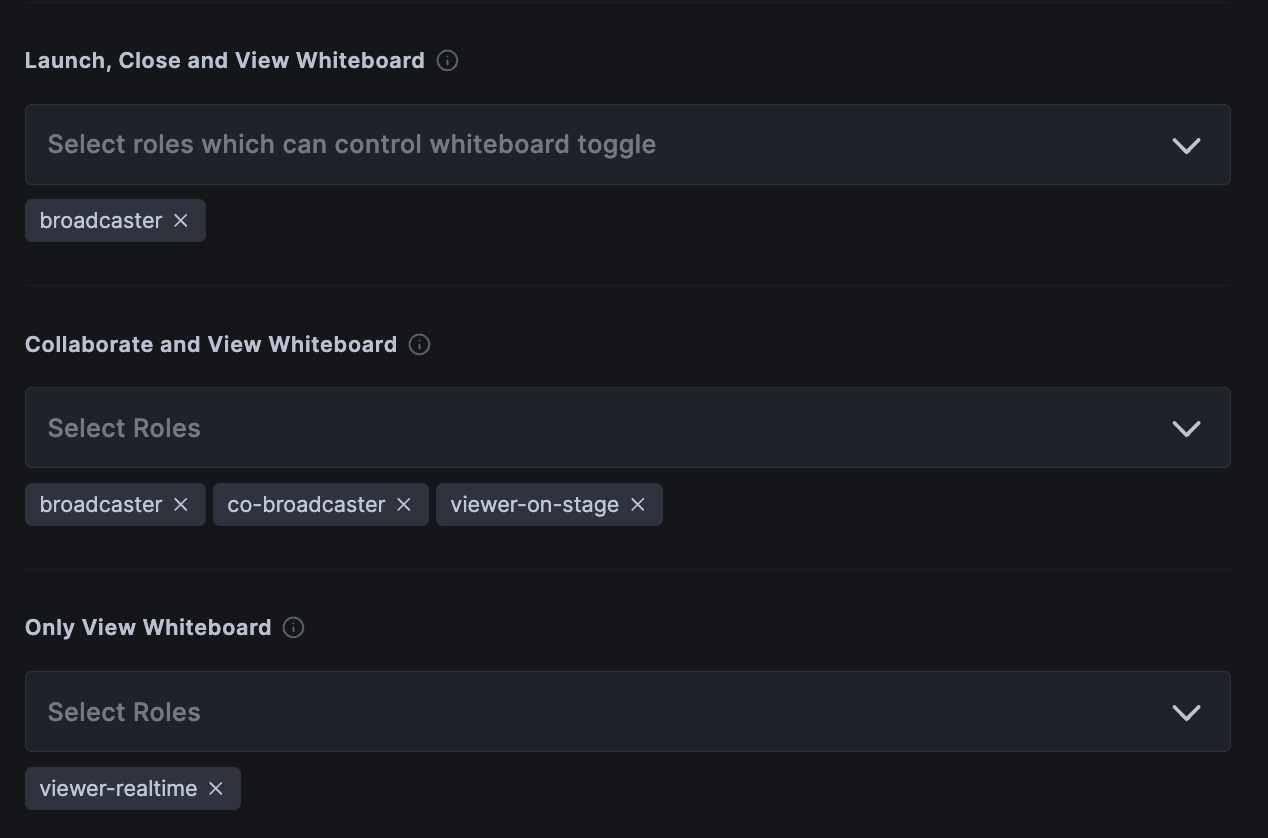 Launch, Close and View Whiteboard
Select roles which can control whiteboard toggle
broadcaster
Collaborate and View Whiteboard
Select Roles
broadcaster co-broadcaster viewer-on-stage
Only View Whiteboard
Select Roles
viewer-realtime